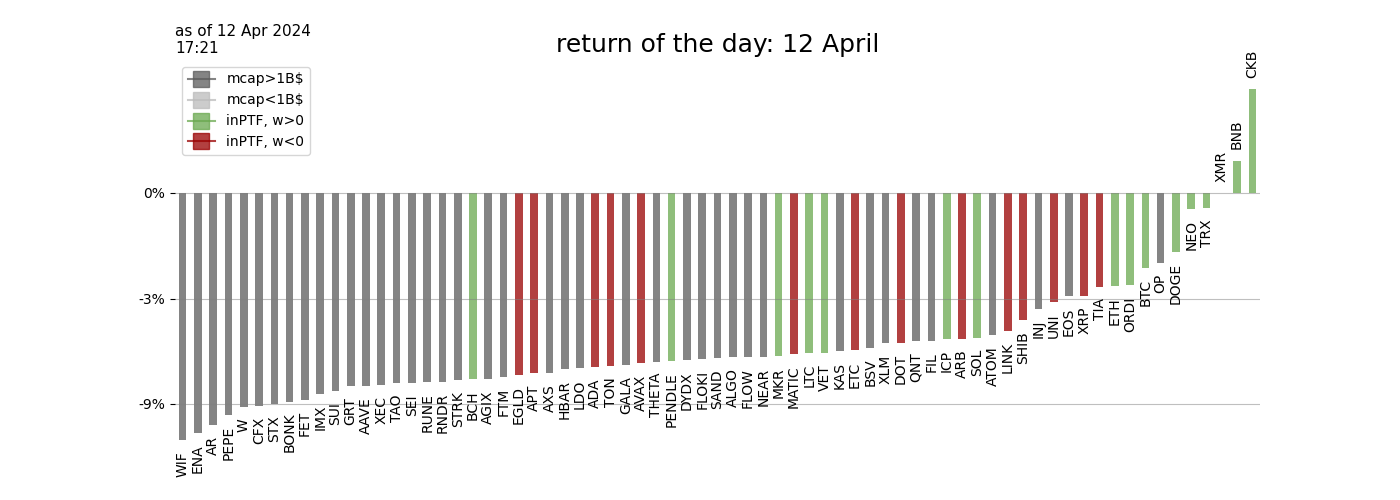 as of 12 Apr 2024
17:21
return of the day: 12 April
mcap>1B$
mcap<1B$
inPTF, w>0
inPTF, w<0
0%
-3%
-9%
WIF
ENA
AR
PEPE
W
CFX
STX
BONK
FET
IMX
SUI
GRT
AAVE
XEC
TAO
SEI
RUNE
RNDR
STRK
BCH
AGIX
FTM
EGLD
APT
AXS
HBAR
LDO
ADA
TON
GALA
AVAX
THETA
PENDLE
DYDX
FLOKI
SAND
ALGO
FLOW
NEAR
MKR
MATIC
LTC
VET
KAS
ETC
BSV
XLM
DOT
QNT
FIL
ICP
ARB
SOL
ATOM
LINK
SHIB
INJ
UNI
EOS
XRP
TIA
ETH
ORDI
BTC
OP
DOGE
NEO
TRX
XMR
BNB
CKB